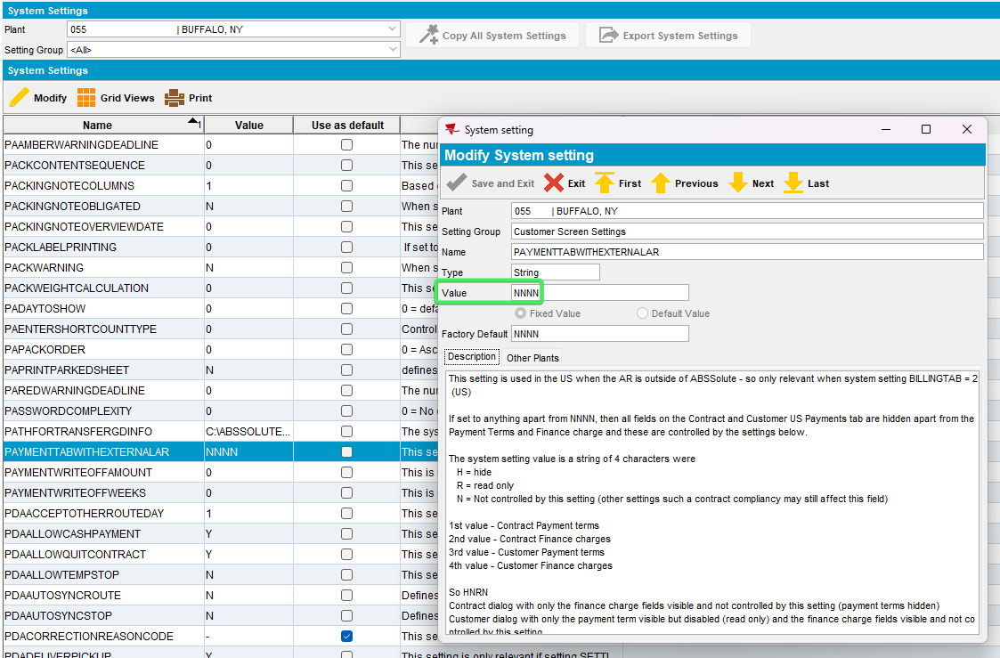 System Settings
Plant 055 | BUFFALO, NY Copy All System Settings Export System Settings
Setting Group <All>
System Settings
Modify Grid Views Print
Name 1 Value Use as default
PAAMBERWARNINGDEADLINE 0 The nur
PACKCONTENTSEQUENCE 0 This se
PACKINGNOTECOLUMNS 1 Based
PACKINGNOTEOBLIGATED N When s
PACKINGNOTEOVERVIEWDATE 0 This se
PACKLABELPRINTING 0 If set to
PACKWARNING N When s
PACKWEIGHTCALCULATION 0 This se
PADAYTOSHOW 0 0 = defa
PAENTERSHORTCOUNTTYPE 0 Control
PAPACKORDER 0 0 = Asc
PAPRINTPARKEDSHEET N defines
PAREDWARNINGDEADLINE 0 The nur
PASSWORDCOMPLEXITY 0 0 = No
PATHFORTRANSFERGDINFO C:\ABSSOLUTE... The sys
PAYMENTTABWITHEXTERNALAR NNNN This se
PAYMENTWRITEOFFAMOUNT 0 This is
PAYMENTWRITEOFFWEEKS 0 This is
PDAACCEPTOTHERROUTEDAY 1 This se
PDAALLOWCASHPAYMENT Y This se
PDAALLOWQUITCONTRACT Y This se
PDAALLOWTEMPSTOP N This se
PDAAUTOSYNCROUTE N Defines
PDAAUTOSYNCSTOP N Defines
PDACORRECTIONREASONCODE - This se
PDADELIVERPICKUP Y This setting is only relevant if setting SETTL
System setting
Modify System setting
Save and Exit Exit First Previous Next Last
Plant 055 | BUFFALO, NY
Setting Group Customer Screen Settings
Name PAYMENTTABWITHEXTERNALAR
Type String
Value NNNN
Fixed Value Default Value
Factory Default NNNN
Description Other Plants
This setting is used in the US when the AR is outside of ABSSolute - so only relevant when system setting BILLINGTAB = 2
(US)
If set to anything apart from NNNN, then all fields on the Contract and Customer US Payments tab are hidden apart from the
Payment Terms and Finance charge and these are controlled by the settings below.
The system setting value is a string of 4 characters were
H = hide
R = read only
N = Not controlled by this setting (other settings such a contract compliancy may still affect this field)
1st value - Contract Payment terms
2nd value - Contract Finance charges
3rd value - Customer Payment terms
4th value - Customer Finance charges
So HNRN
Contract dialog with only the finance charge fields visible and not controlled by this setting (payment terms hidden)
Customer dialog with only the payment term visible but disabled (read only) and the finance charge fields visible and not co
ntrolled by this setting